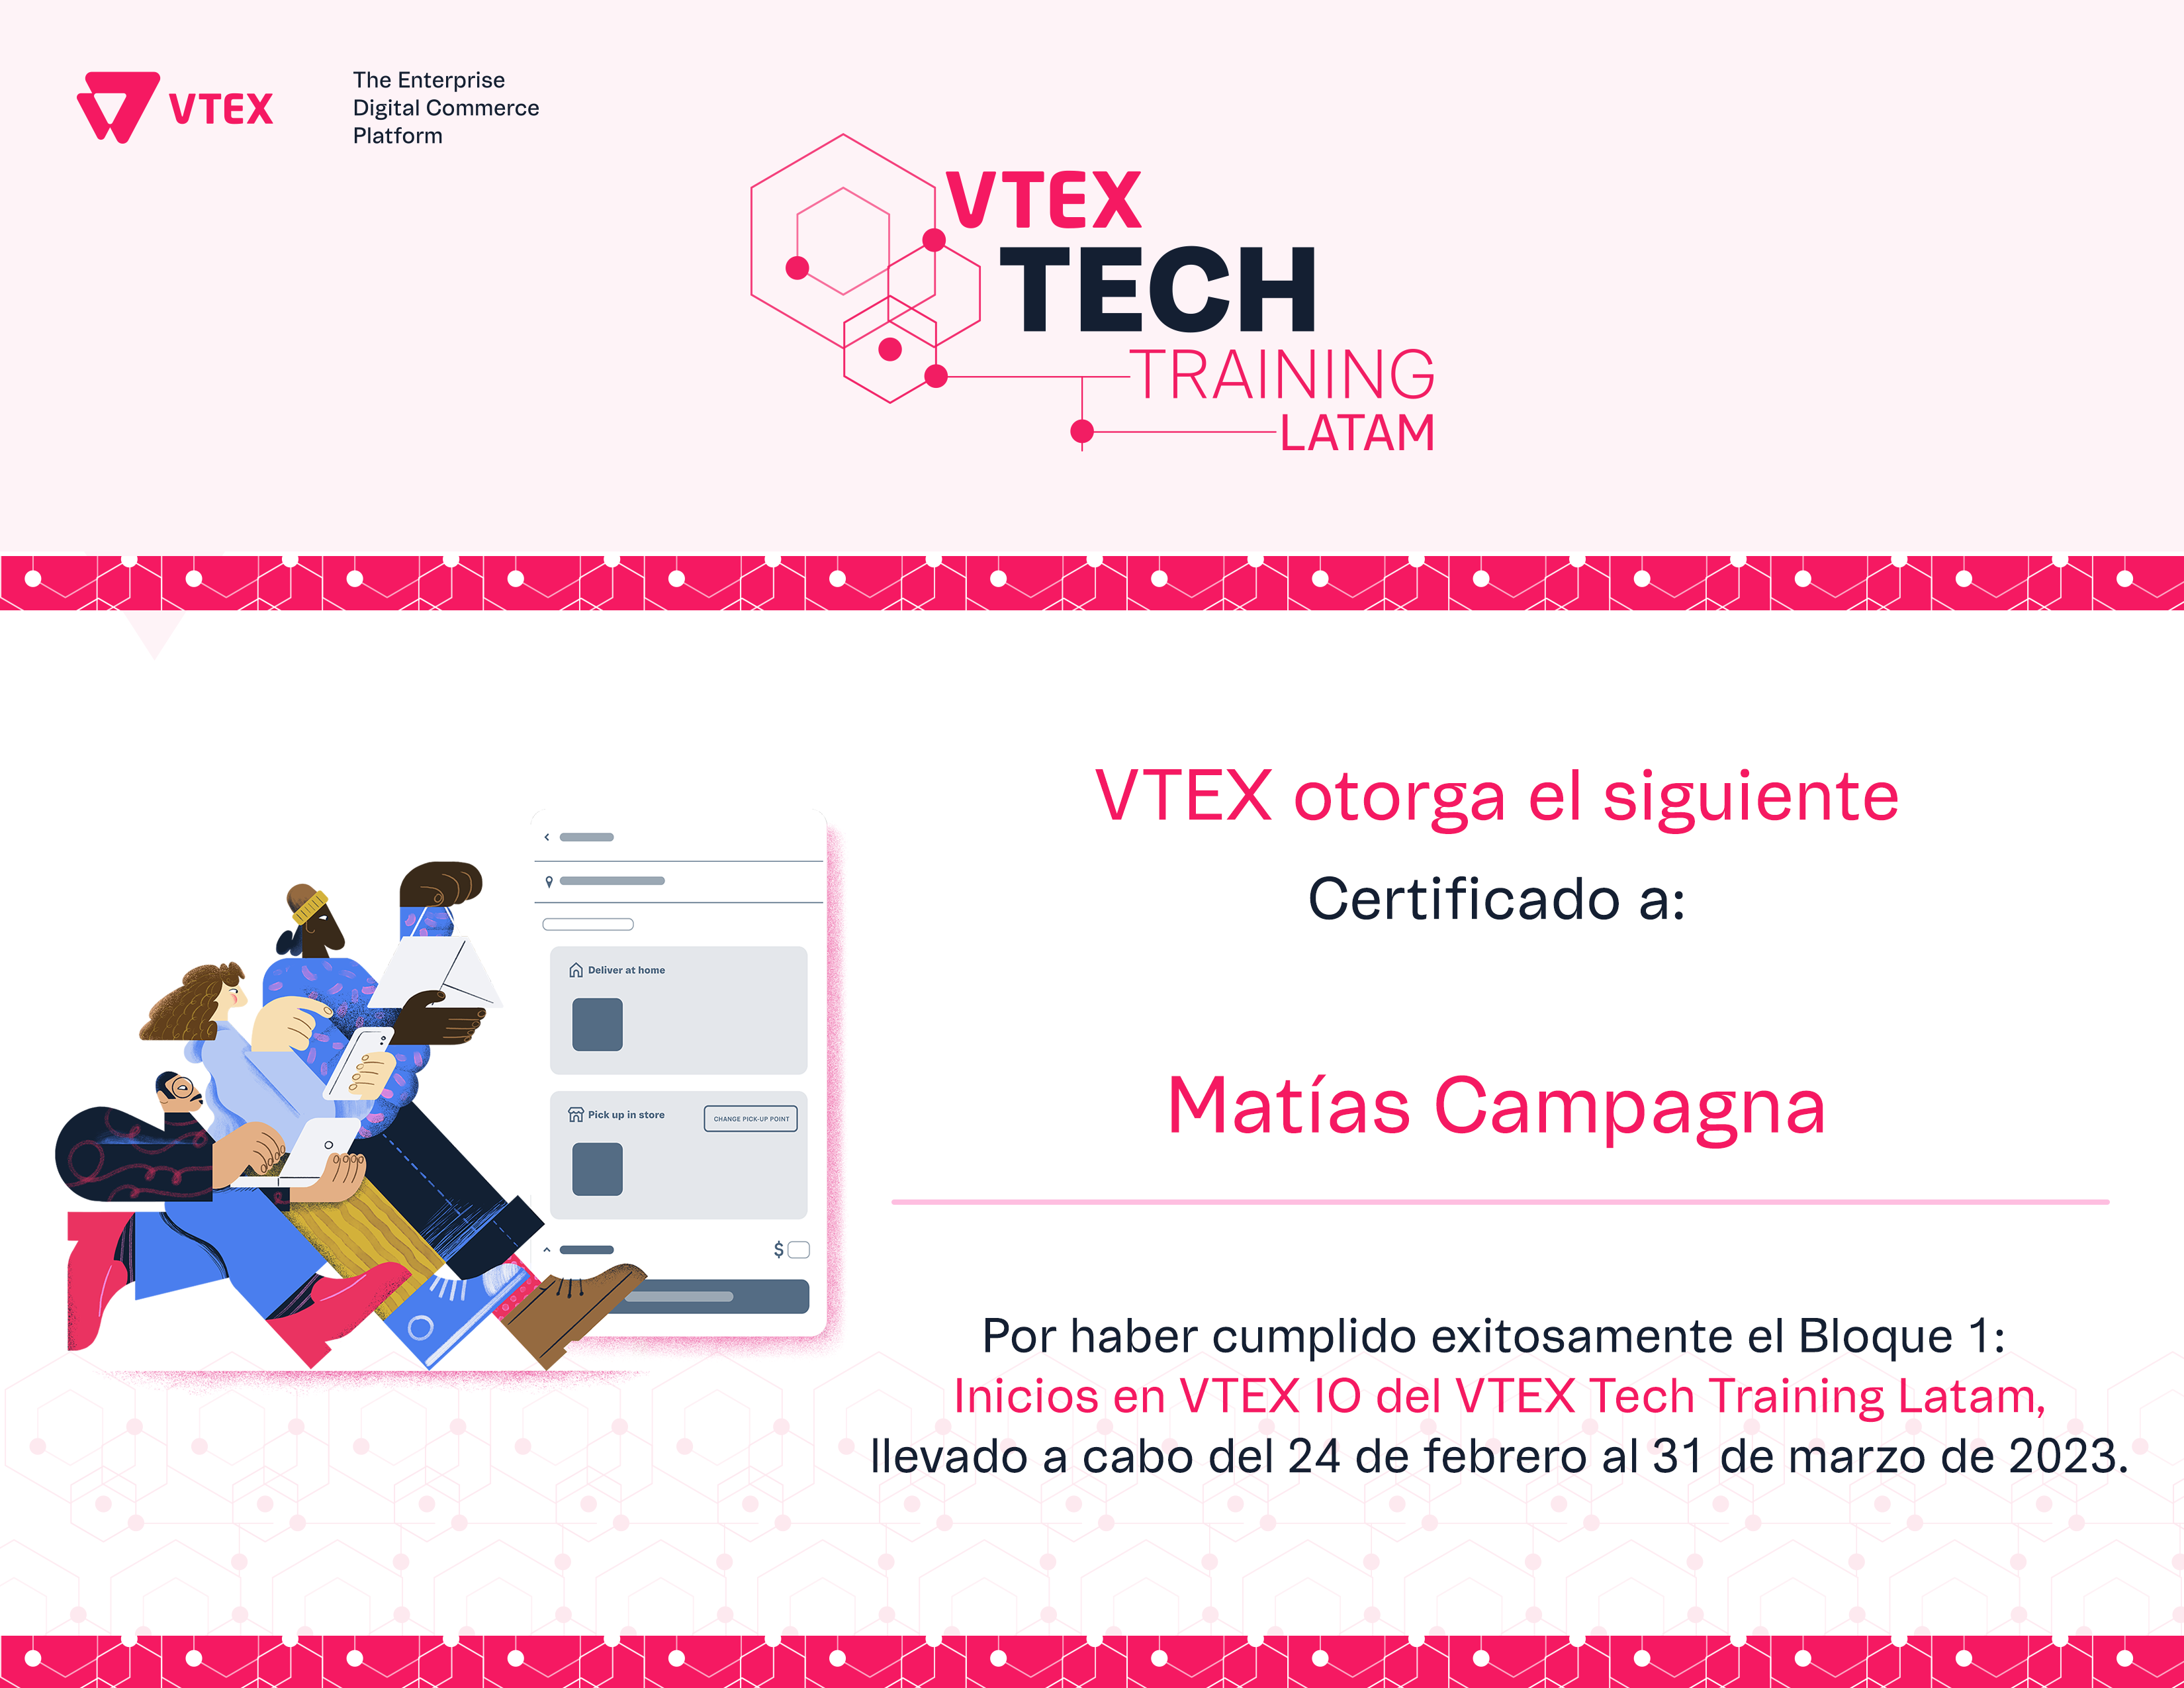 VTEX
The Enterprise
Digital Commerce
Platform
VTEX
TECH
TRAINING
LATAM
VTEX otorga el siguiente
Certificado a:
Matías Campagna
Por haber cumplido exitosamente el Bloque 1:
Inicios en VTEX IO del VTEX Tech Training Latam,
llevado a cabo del 24 de febrero al 31 de marzo de 2023.
Deliver at home
Pick up in store
CHANGE PICK-UP POINT
$